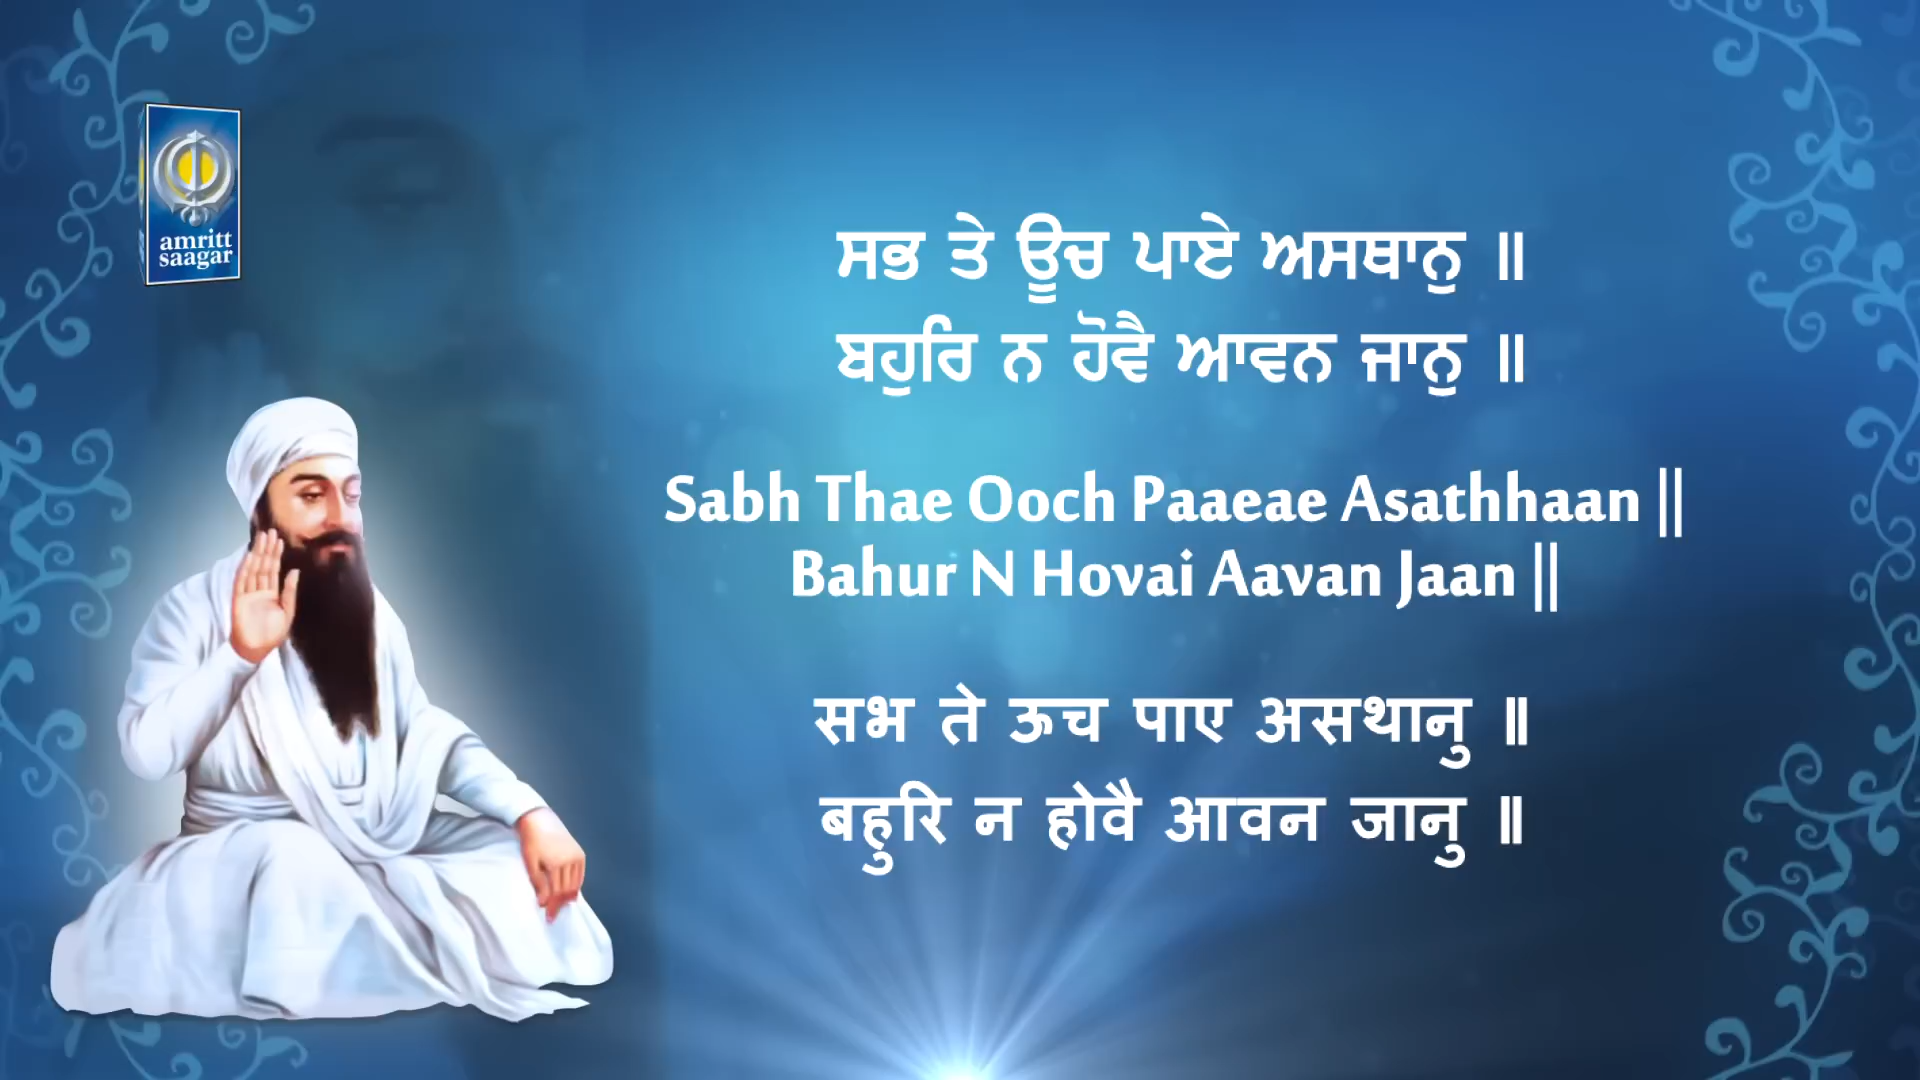 amritt
saagar
ਸਭ ਤੇ ਊਚ ਪਾਏ ਅਸਥਾਨੁ ॥
ਬਹੁਰਿ ਨ ਹੋਵੈ ਆਵਨ ਜਾਨੁ ॥
Sabh Thae Ooch Paaeae Asathhaan ||
Bahur N Hovai Aavan Jaan ||
सभ ते ऊच पाए असथानु ॥
बहुरि न होवै आवन जानु ॥